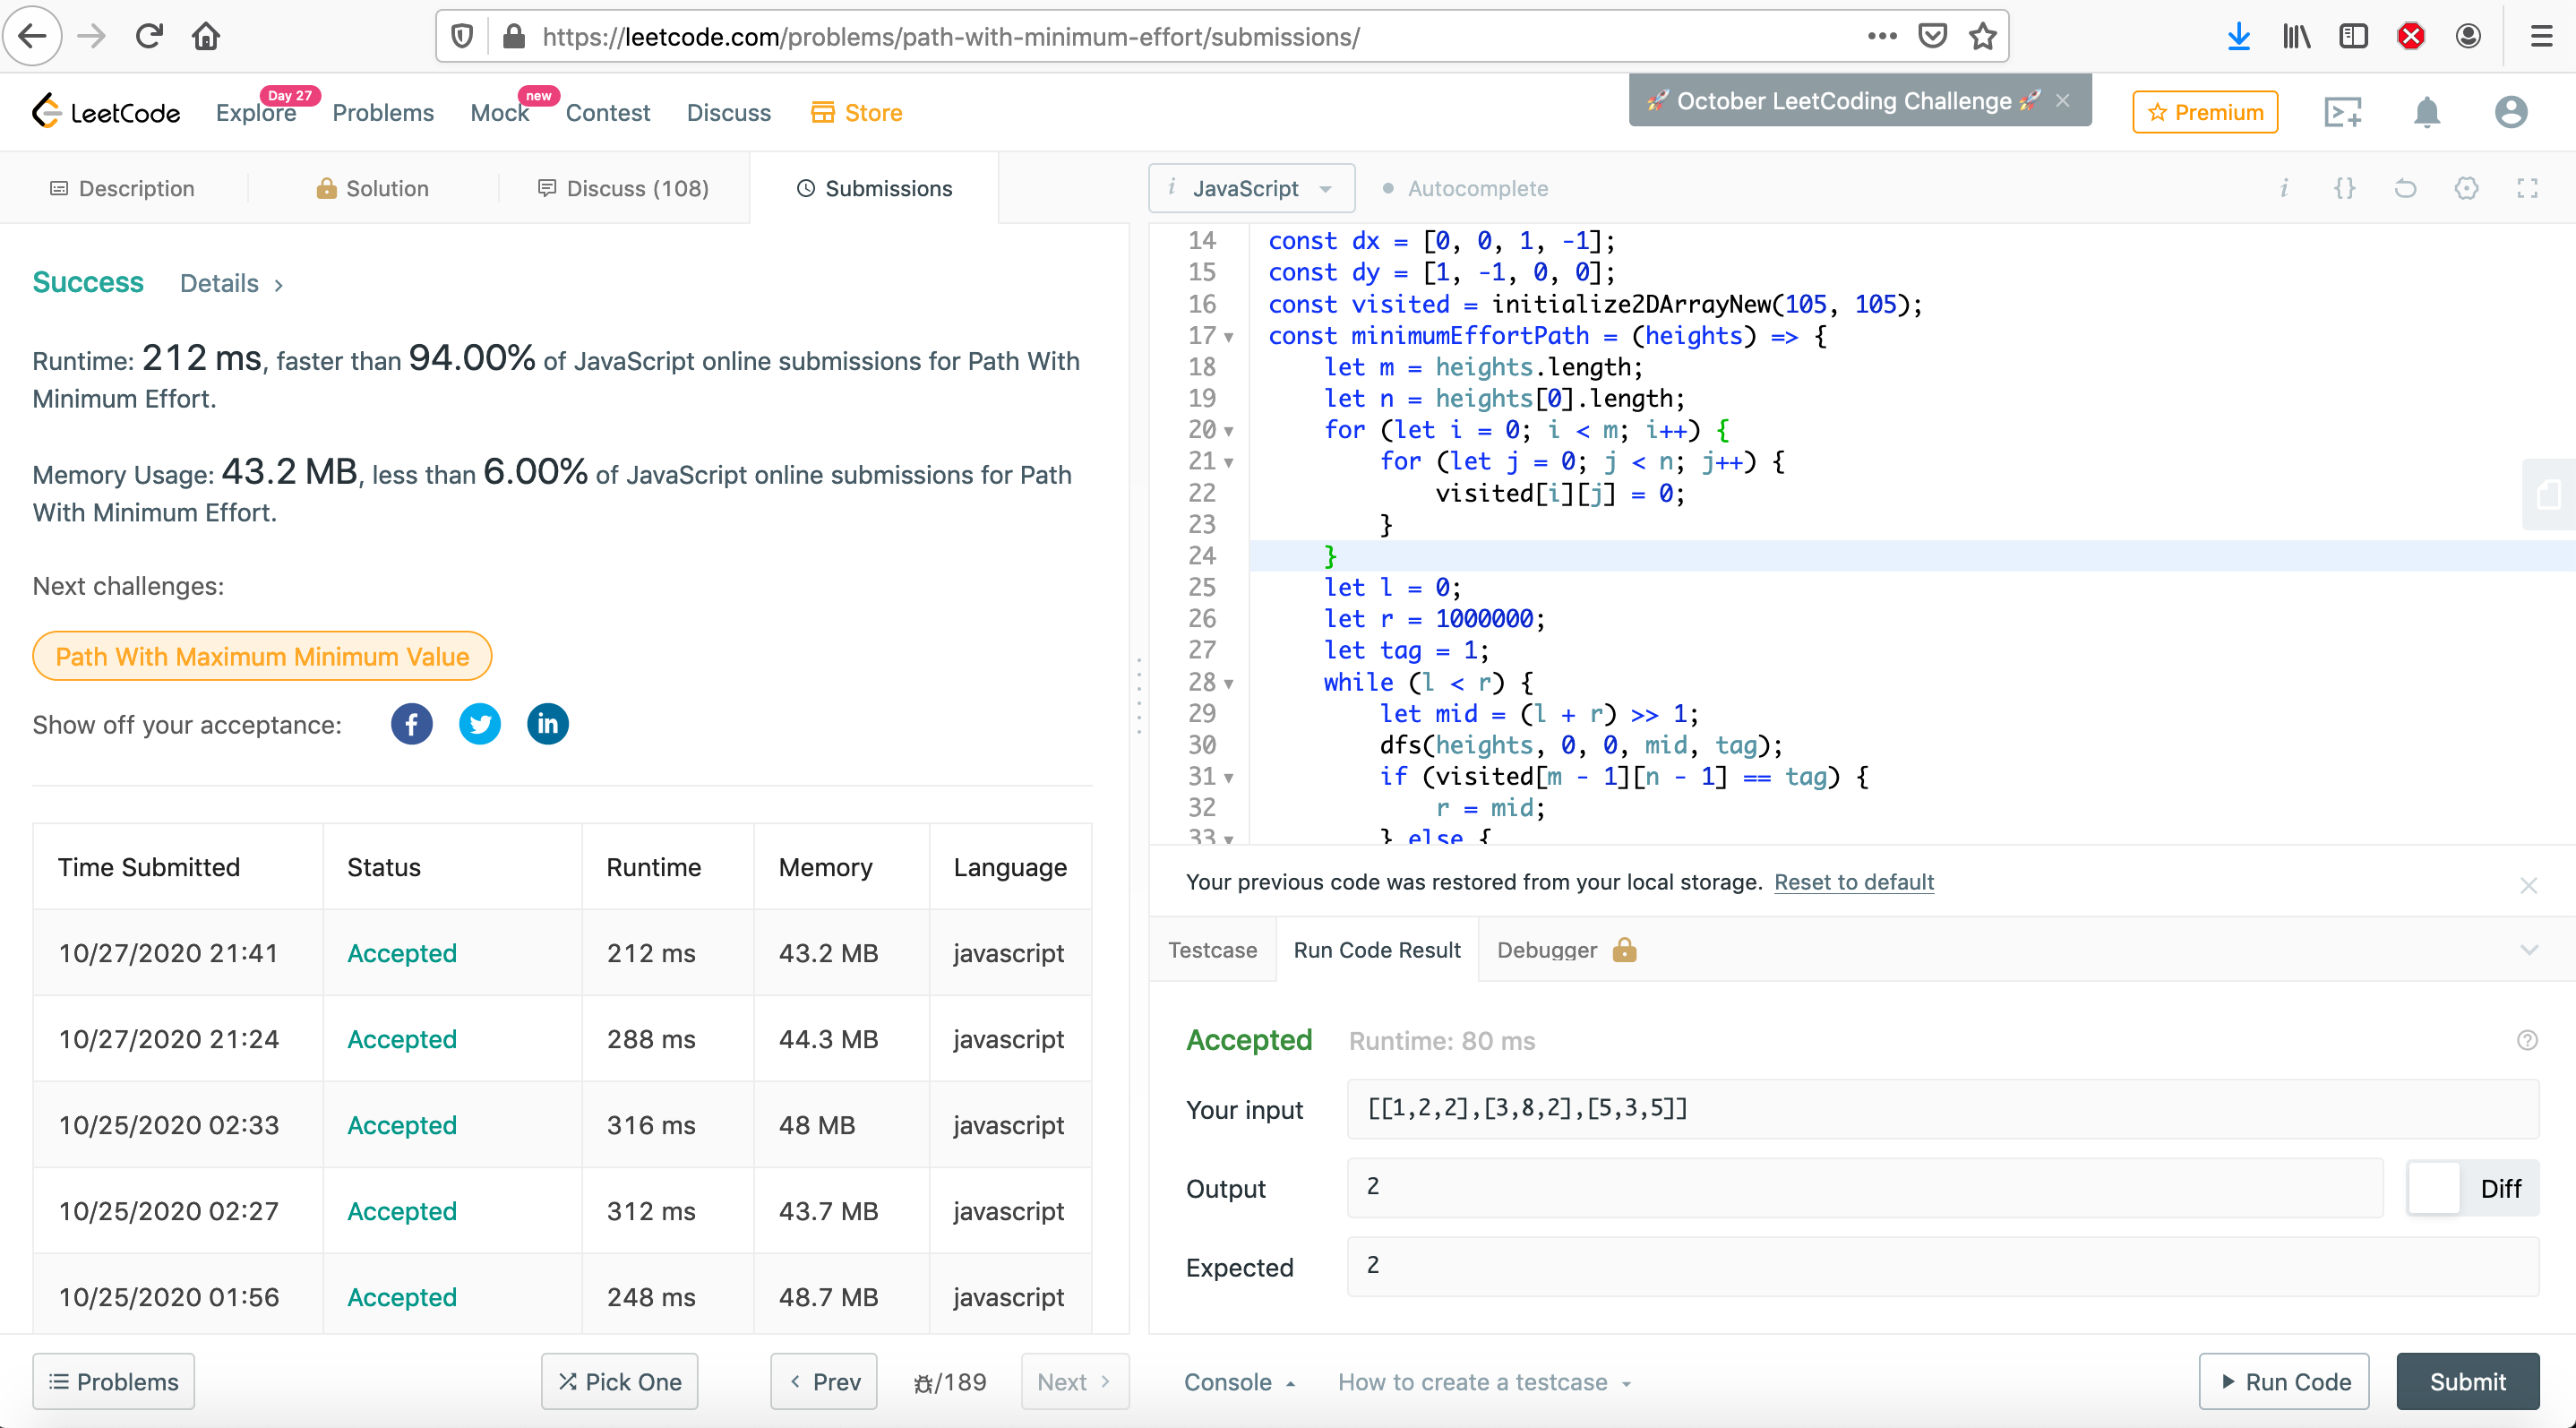 https://leetcode.com/problems/path-with-minimum-effort/submissions/
LeetCode
Explore
Day 27
Problems
Mock
new
Contest
Discuss
Store
🚀 October LeetCoding Challenge 🚀
Premium
Description
Solution
Discuss (108)
Submissions
Success
Details
Runtime: 212 ms, faster than 94.00% of JavaScript online submissions for Path With
Minimum Effort.
Memory Usage: 43.2 MB, less than 6.00% of JavaScript online submissions for Path
With Minimum Effort.
Next challenges:
Path With Maximum Minimum Value
Show off your acceptance:
Time Submitted Status Runtime Memory Language
10/27/2020 21:41 Accepted 212 ms 43.2 MB javascript
10/27/2020 21:24 Accepted 288 ms 44.3 MB javascript
10/25/2020 02:33 Accepted 316 ms 48 MB javascript
10/25/2020 02:27 Accepted 312 ms 43.7 MB javascript
10/25/2020 01:56 Accepted 248 ms 48.7 MB javascript
Problems
Pick One
Prev
/189
Next
i JavaScript
Autocomplete
i {}
14 const dx = [0, 0, 1, -1];
15 const dy = [1, -1, 0, 0];
16 const visited = initialize2DArrayNew(105, 105);
17 const minimumEffortPath = (heights) => {
18     let m = heights.length;
19     let n = heights[0].length;
20     for (let i = 0; i < m; i++) {
21         for (let j = 0; j < n; j++) {
22             visited[i][j] = 0;
23         }
24     }
25     let l = 0;
26     let r = 1000000;
27     let tag = 1;
28     while (l < r) {
29         let mid = (l + r) >> 1;
30         dfs(heights, 0, 0, mid, tag);
31         if (visited[m - 1][n - 1] == tag) {
32             r = mid;
33         } else {
Your previous code was restored from your local storage. Reset to default
Testcase
Run Code Result
Debugger
Accepted
Runtime: 80 ms
Your input
[[1,2,2],[3,8,2],[5,3,5]]
Output
2
Diff
Expected
2
Console
How to create a testcase
Run Code
Submit